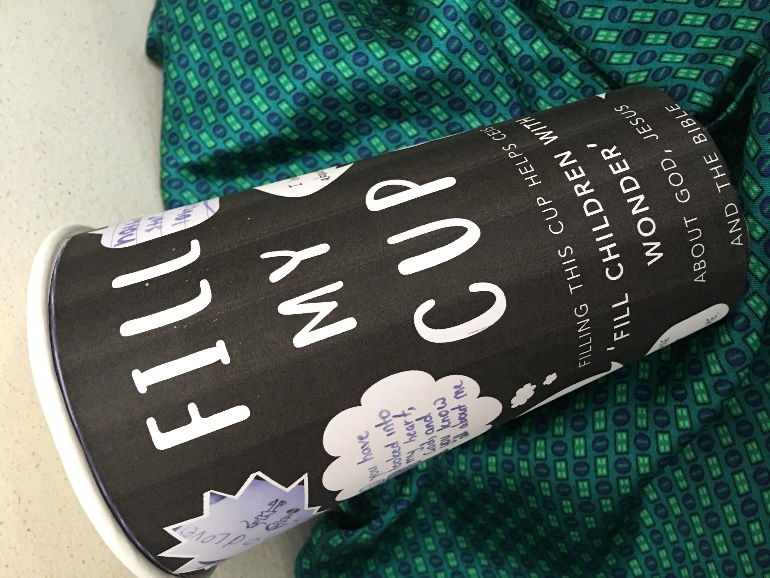 FILL
MY
CUP
FILLING THIS CUP HELPS CEF
'FILL CHILDREN WITH
WONDER'
ABOUT GOD, JESUS
AND THE BIBLE
you have
looked into
my heart,
and
you know
all about me